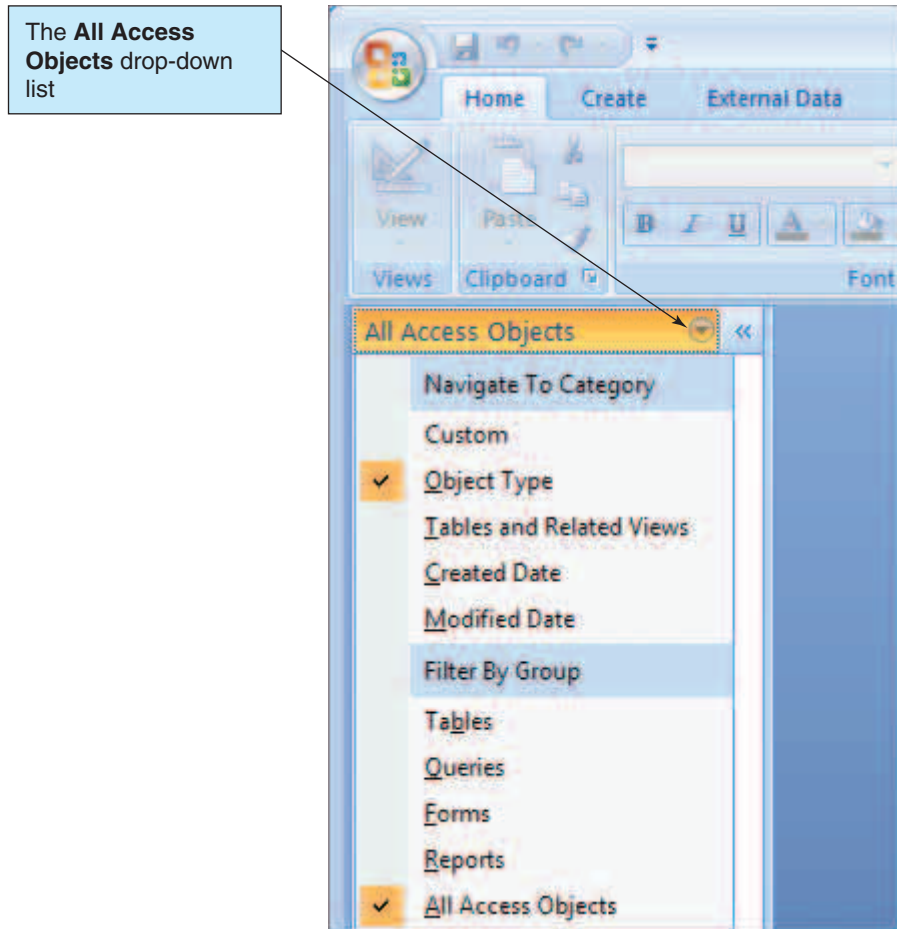 The All Access
Objects drop-down
list
Home Create External Data
View
Paste
B I U A
Views Clipboard Font
All Access Objects «
Navigate To Category
Custom
Object Type
Tables and Related Views
Created Date
Modified Date
Filter By Group
Tables
Queries
Forms
Reports
All Access Objects